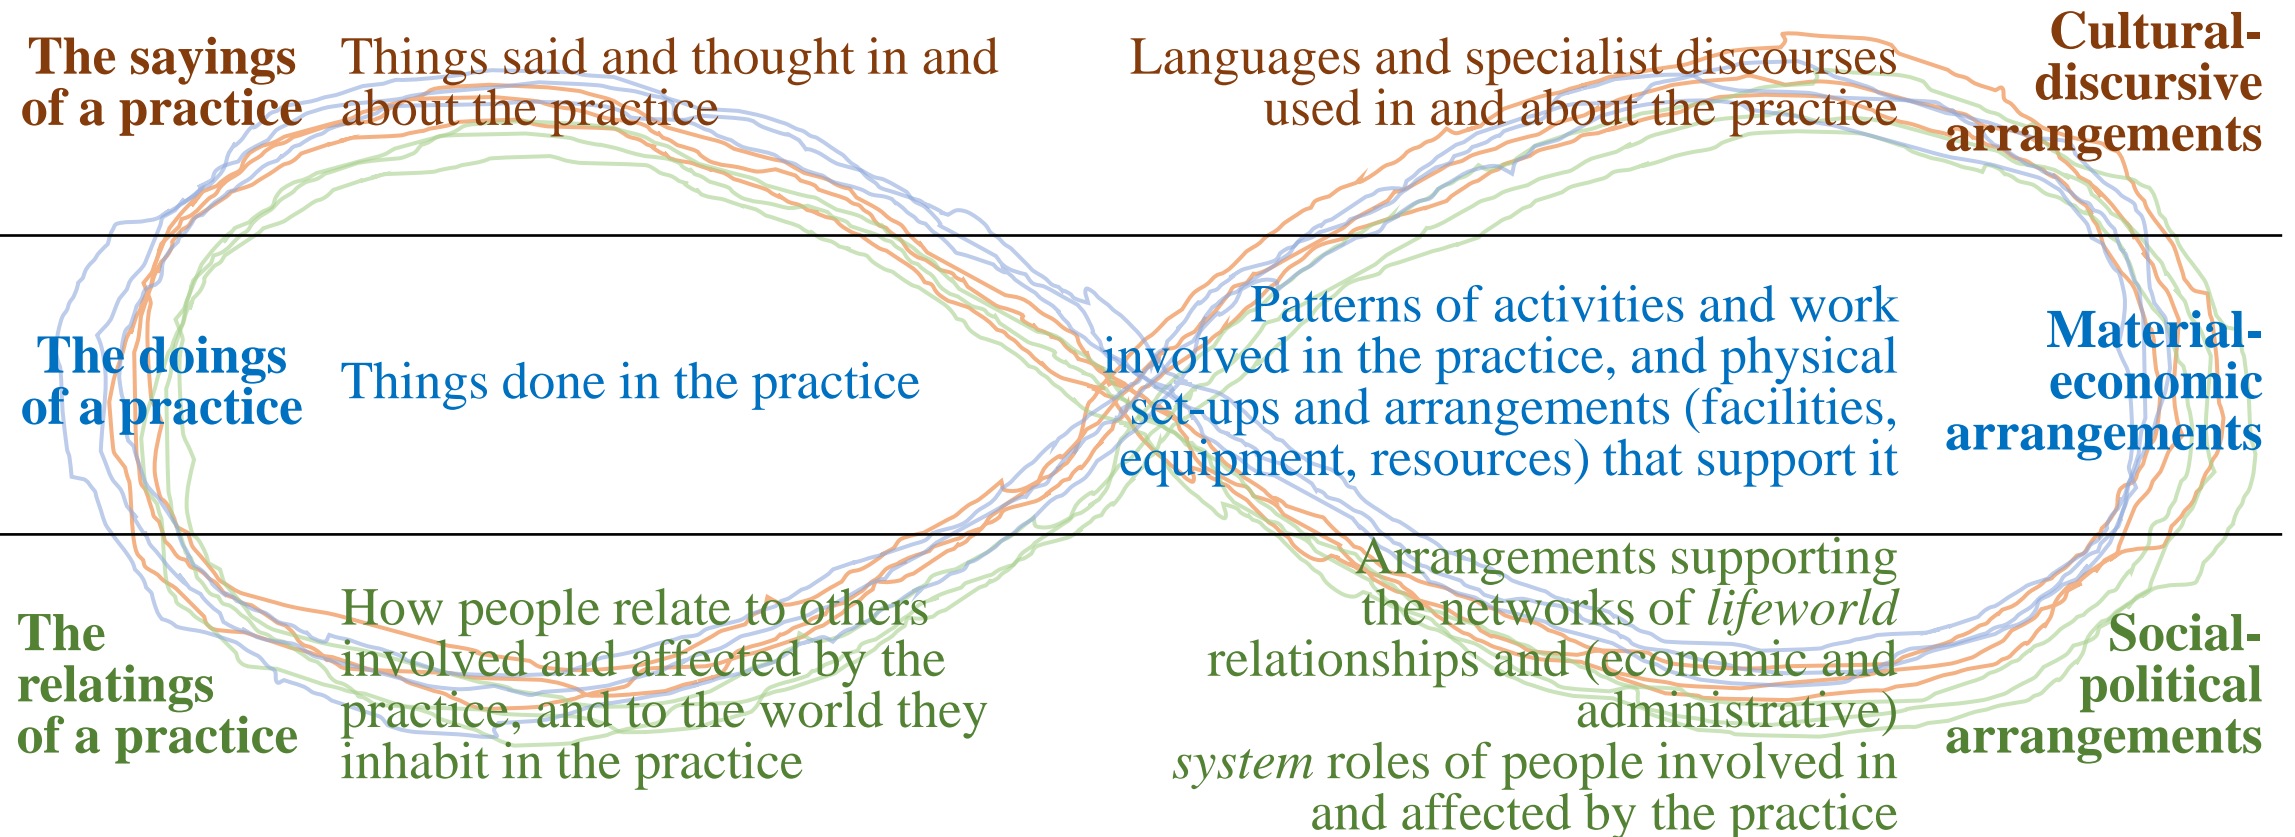 The sayings
of a practice
Things said and thought in and
about the practice
Languages and specialist discourses
used in and about the practice
Cultural-
discursive
arrangements
The doings
of a practice
Things done in the practice
Patterns of activities and work
involved in the practice, and physical
set-ups and arrangements (facilities,
equipment, resources) that support it
Material-
economic
arrangements
The
relatings
of a practice
How people relate to others
involved and affected by the
practice, and to the world they
inhabit in the practice
Arrangements supporting
the networks of lifeworld
relationships and (economic and
administrative)
system roles of people involved in
and affected by the practice
Social-
political
arrangements